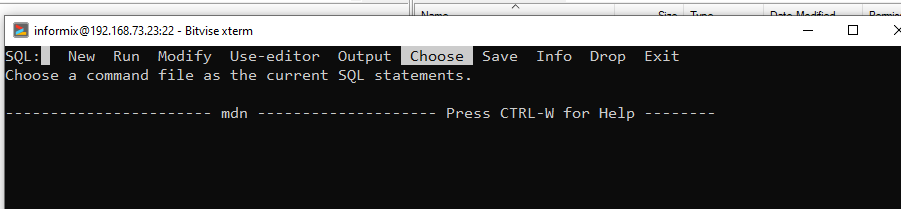 Name Size Type Date Modified
informix@192.168.73.23:22 - Bitvise xterm
SQL: New Run Modify Use-editor Output Choose Save Info Drop Exit
Choose a command file as the current SQL statements.
----------------------- mdn -------------------- Press CTRL-W for Help --------